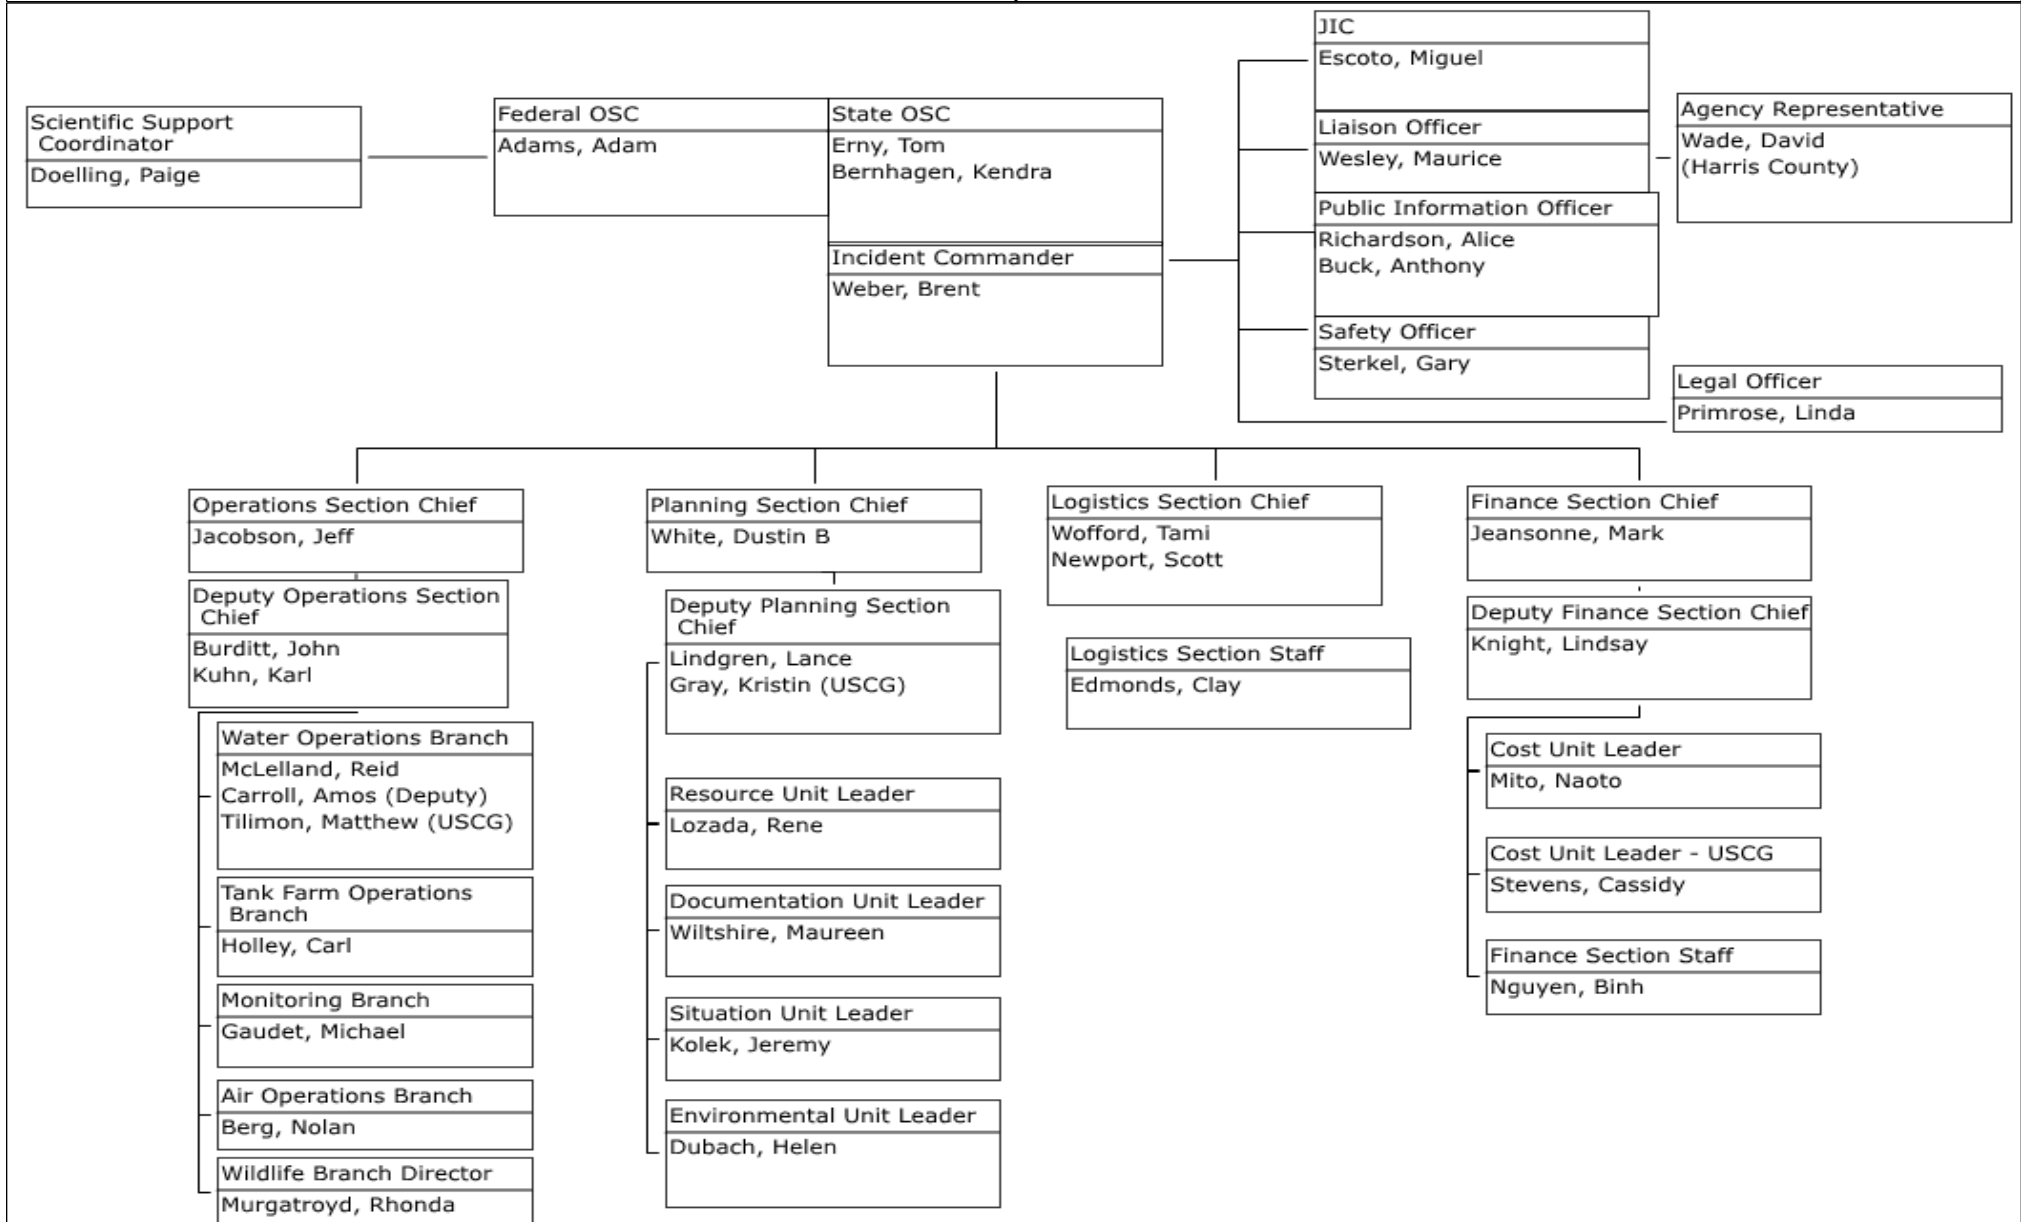 JIC
Escoto, Miguel
Scientific Support
Coordinator
Doelling, Paige
Federal OSC
Adams, Adam
State OSC
Erny, Tom
Bernhagen, Kendra
Incident Commander
Weber, Brent
Liaison Officer
Wesley, Maurice
Agency Representative
Wade, David
(Harris County)
Public Information Officer
Richardson, Alice
Buck, Anthony
Safety Officer
Sterkel, Gary
Legal Officer
Primrose, Linda
Operations Section Chief
Jacobson, Jeff
Deputy Operations Section
Chief
Burditt, John
Kuhn, Karl
Water Operations Branch
McLelland, Reid
Carroll, Amos (Deputy)
Tilimon, Matthew (USCG)
Tank Farm Operations
Branch
Holley, Carl
Monitoring Branch
Gaudet, Michael
Air Operations Branch
Berg, Nolan
Wildlife Branch Director
Murgatroyd, Rhonda
Planning Section Chief
White, Dustin B
Deputy Planning Section
Chief
Lindgren, Lance
Gray, Kristin (USCG)
Resource Unit Leader
Lozada, Rene
Documentation Unit Leader
Wiltshire, Maureen
Situation Unit Leader
Kolek, Jeremy
Environmental Unit Leader
Dubach, Helen
Logistics Section Chief
Wofford, Tami
Newport, Scott
Logistics Section Staff
Edmonds, Clay
Finance Section Chief
Jeansonne, Mark
Deputy Finance Section Chief
Knight, Lindsay
Cost Unit Leader
Mito, Naoto
Cost Unit Leader - USCG
Stevens, Cassidy
Finance Section Staff
Nguyen, Binh